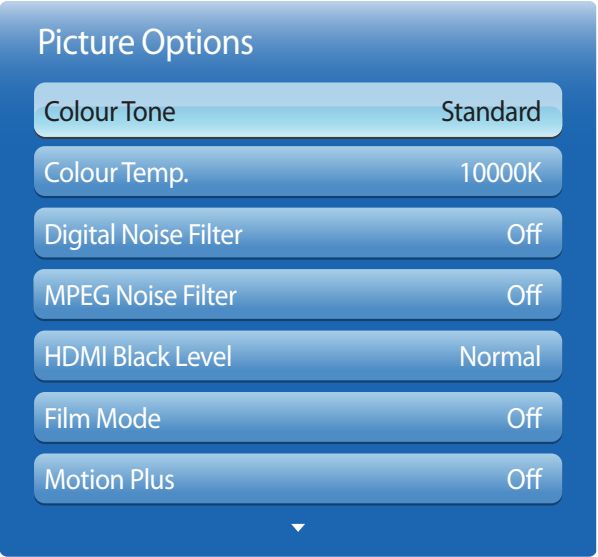 Picture Options
Colour Tone Standard
Colour Temp. 10000K
Digital Noise Filter Off
MPEG Noise Filter Off
HDMI Black Level Normal
Film Mode Off
Motion Plus Off